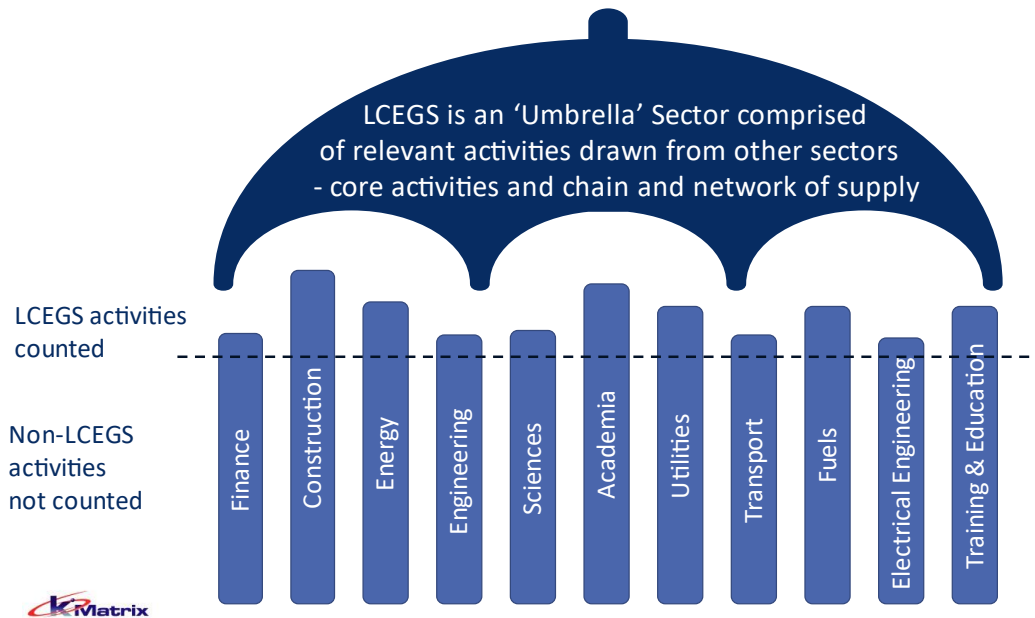 LCEGS is an ‘Umbrella’ Sector comprised
of relevant activities drawn from other sectors
- core activities and chain and network of supply
LCEGS activities
counted
Non-LCEGS
activities
not counted
Finance
Construction
Energy
Engineering
Sciences
Academia
Utilities
Transport
Fuels
Electrical Engineering
Training & Education
kMatrix